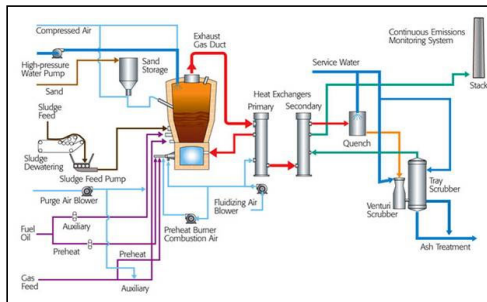 Compressed Air
Exhaust
Gas Duct
Continuous Emissions
Monitoring System
High-pressure
Water Pump
Sand
Storage
Service Water
Stack
Sand
Heat Exchangers
Primary
Secondary
Sludge
Feed
Quench
Sludge
Dewatering
Sludge Feed Pump
Tray
Scrubber
Purge Air Blower
Fluidizing Air
Blower
Venturi
Scrubber
Fuel
Oil
Auxiliary
Preheat Burner
Combustion Air
Ash Treatment
Preheat
Preheat
Gas
Feed
Auxiliary